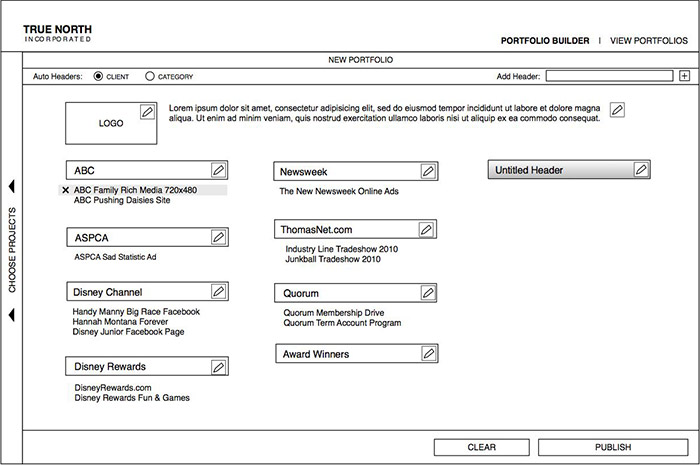 TRUE NORTH
INCORPORATED
PORTFOLIO BUILDER | VIEW PORTFOLIOS
NEW PORTFOLIO
Auto Headers: CLIENT CATEGORY
Add Header: +
CHOOSE PROJECTS
LOGO
Lorem ipsum dolor sit amet, consectetur adipisicing elit, sed do eiusmod tempor incididunt ut labore et dolore magna
aliqua. Ut enim ad minim veniam, quis nostrud exercitation ullamco laboris nisi ut aliquip ex ea commodo consequat.
ABC
X ABC Family Rich Media 720x480
ABC Pushing Daisies Site
ASPCA
ASPCA Sad Statistic Ad
Disney Channel
Handy Manny Big Race Facebook
Hannah Montana Forever
Disney Junior Facebook Page
Disney Rewards
DisneyRewards.com
Disney Rewards Fun & Games
Newsweek
The New Newsweek Online Ads
ThomasNet.com
Industry Line Tradeshow 2010
Junkball Tradeshow 2010
Quorum
Quorum Membership Drive
Quorum Term Account Program
Award Winners
Untitled Header
CLEAR
PUBLISH